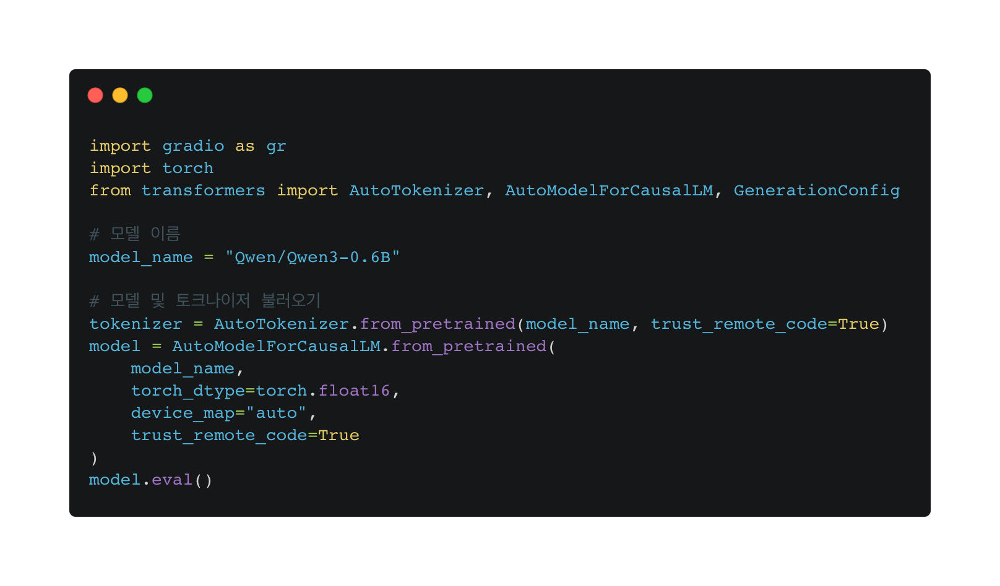 import gradio as gr
import torch
from transformers import AutoTokenizer, AutoModelForCausalLM, GenerationConfig

# 모델 이름
model_name = "Qwen/Qwen3-0.6B"

# 모델 및 토크나이저 불러오기
tokenizer = AutoTokenizer.from_pretrained(model_name, trust_remote_code=True)
model = AutoModelForCausalLM.from_pretrained(
    model_name,
    torch_dtype=torch.float16,
    device_map="auto",
    trust_remote_code=True
)
model.eval()